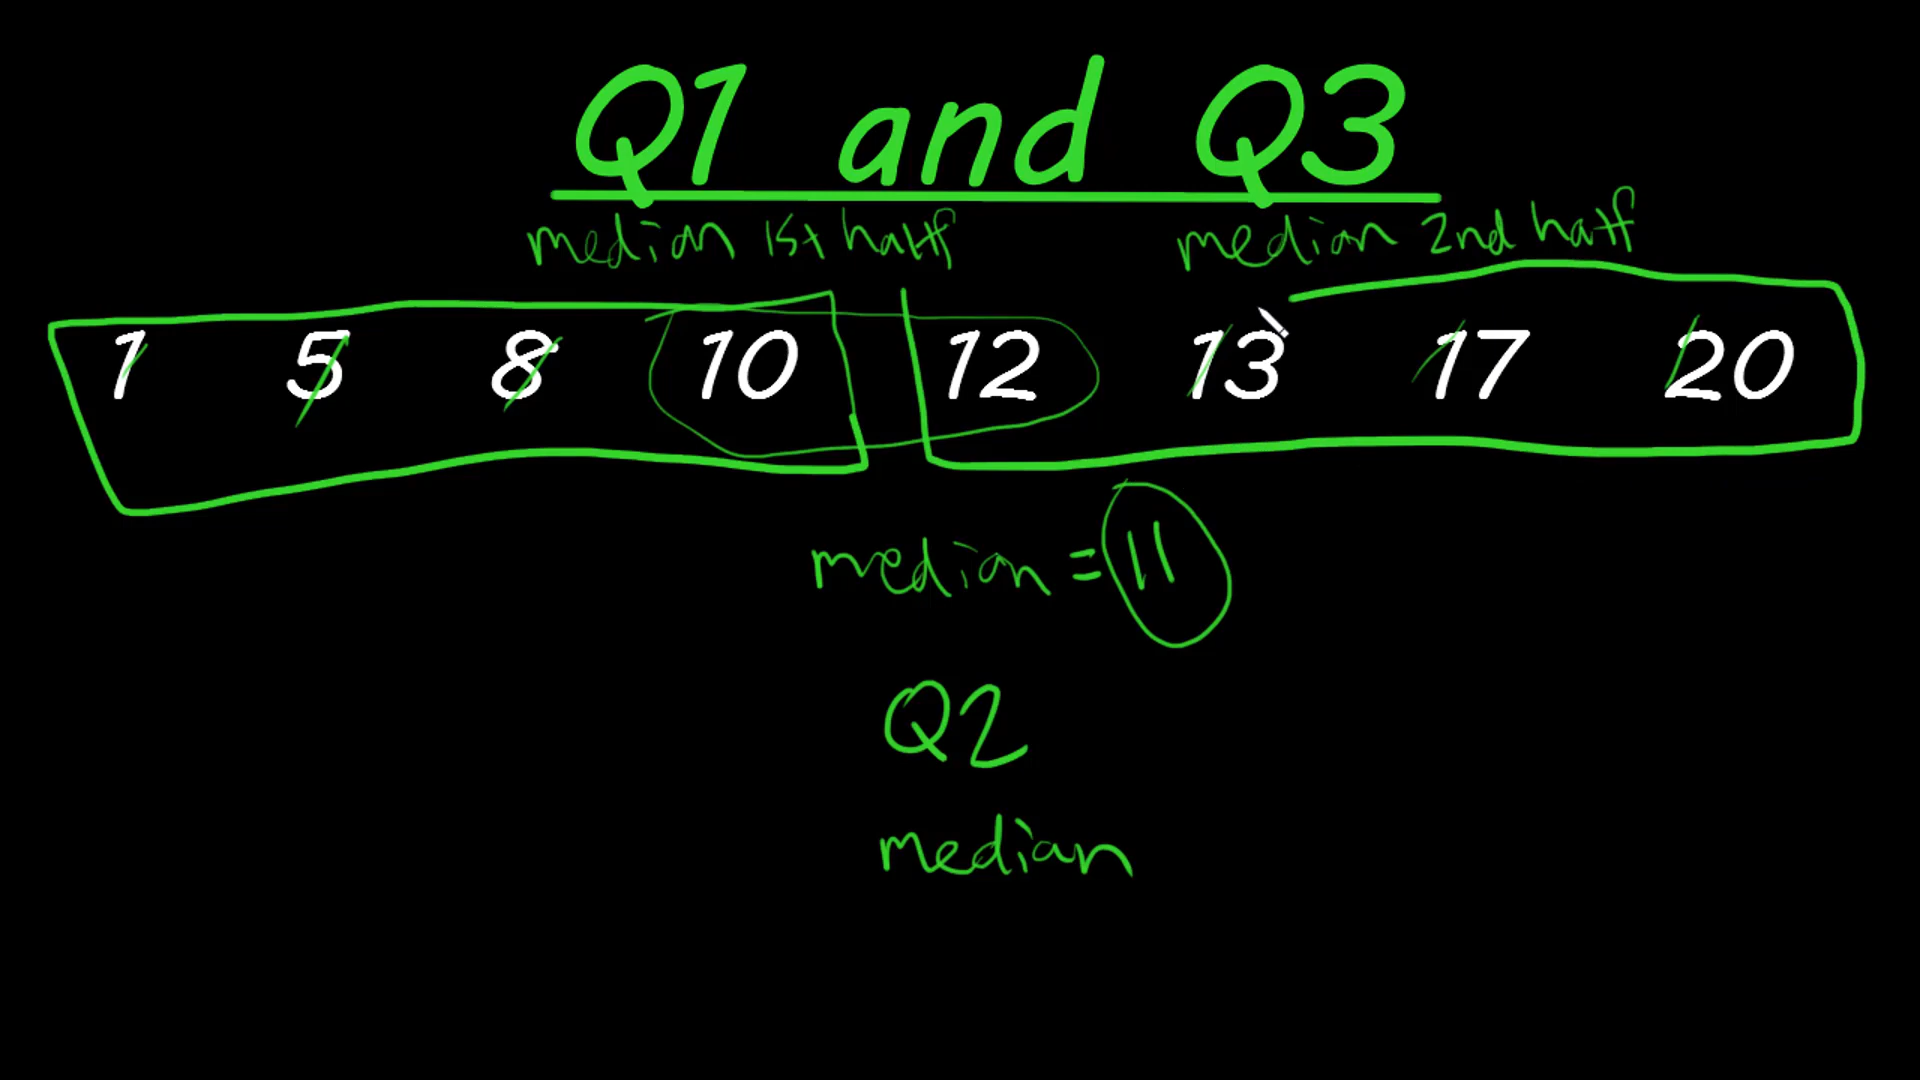 Q1 and Q3
median 1st half median 2nd half
1 5 8 10 12 13 17 20
median = 11
Q2
median